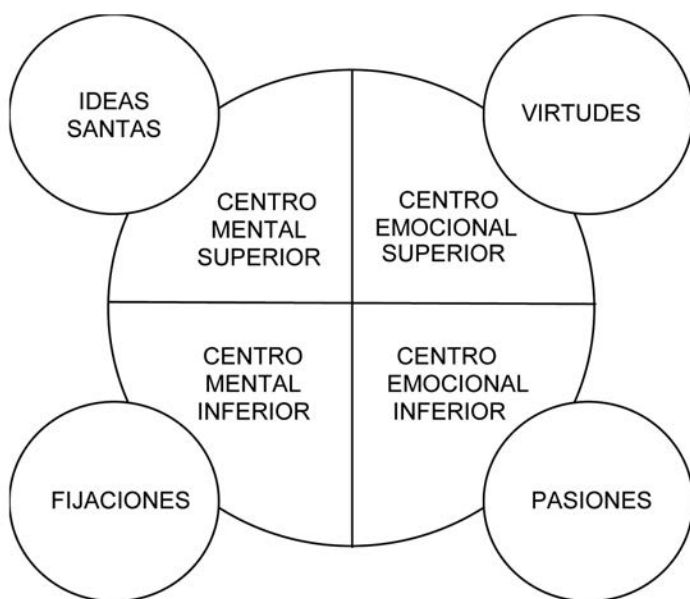 IDEAS
SANTAS
VIRTUDES
CENTRO
MENTAL
SUPERIOR
CENTRO
EMOCIONAL
SUPERIOR
CENTRO
MENTAL
INFERIOR
CENTRO
EMOCIONAL
INFERIOR
FIJACIONES
PASIONES